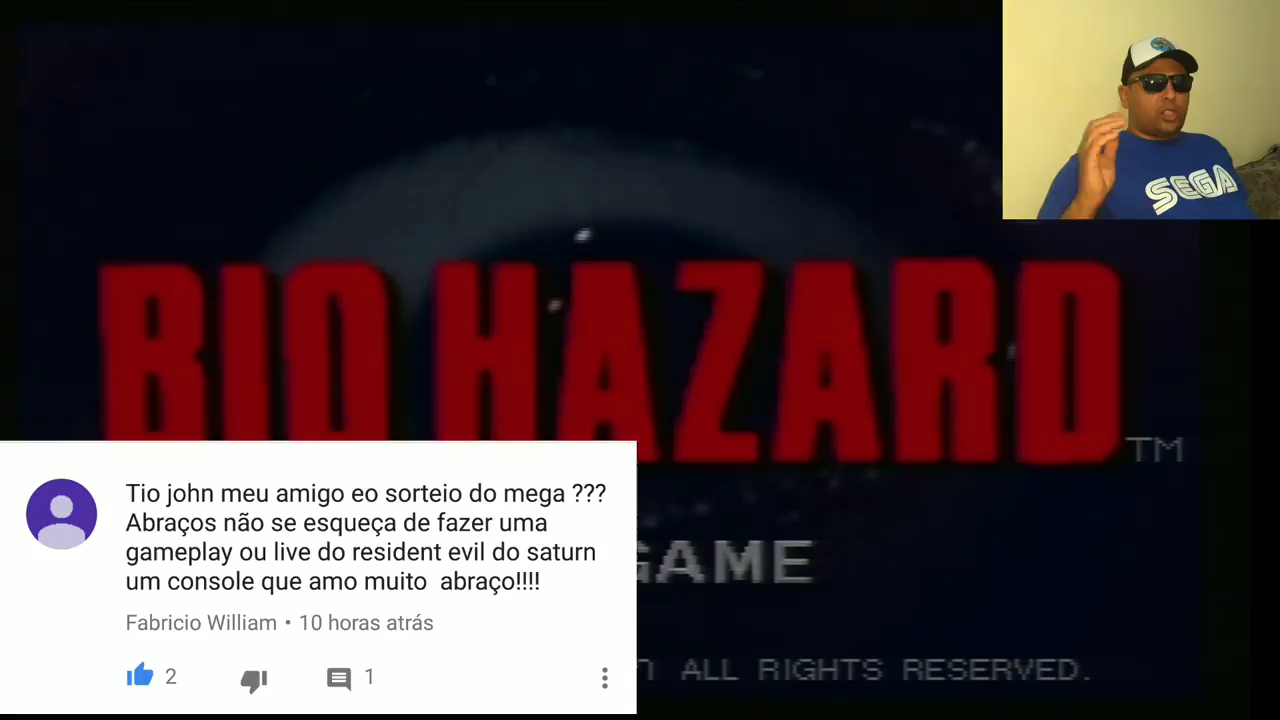 SEGA
BIO HAZARD
TM
GAME
ALL RIGHTS RESERVED.
Tio john meu amigo eo sorteio do mega ???
Abraços não se esqueça de fazer uma
gameplay ou live do resident evil do saturn
um console que amo muito abraço!!!!
Fabricio William • 10 horas atrás
2
1